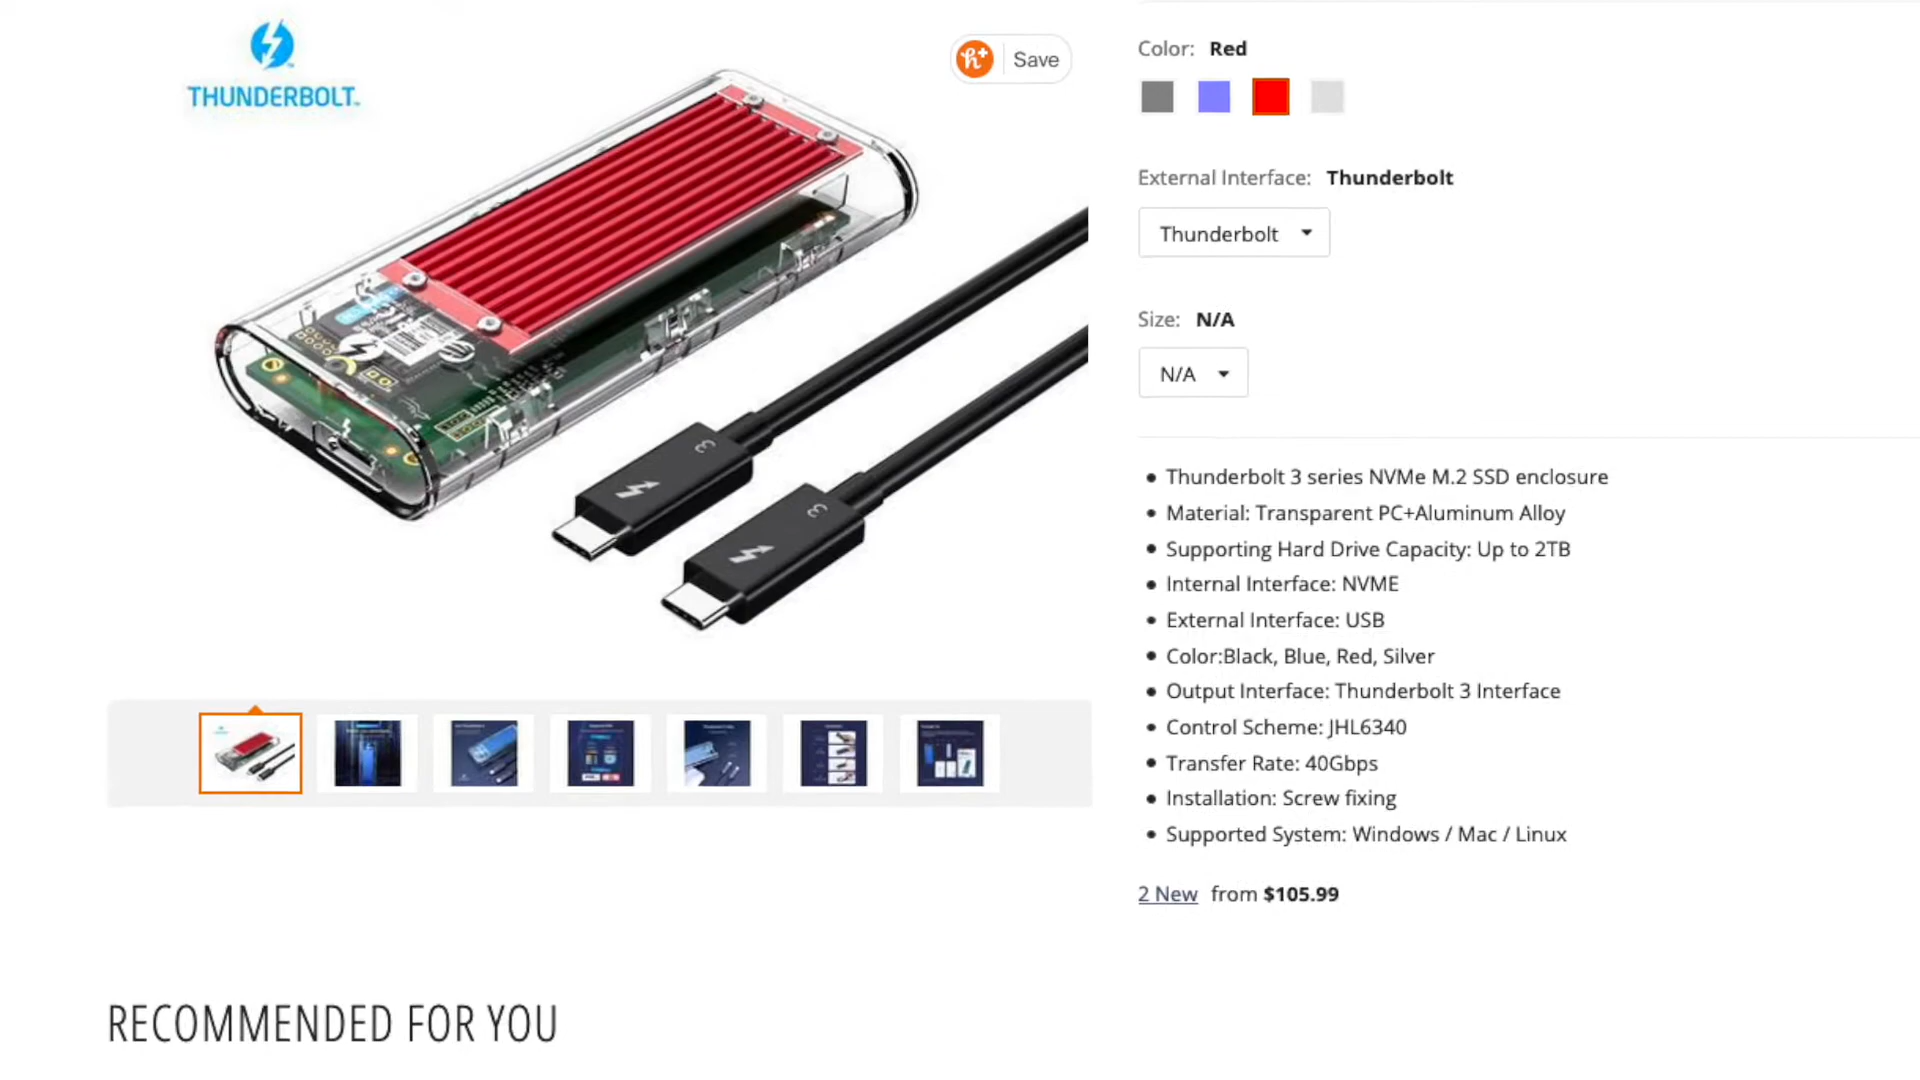 THUNDERBOLT™
h+ Save
3
3
Color: Red
External Interface: Thunderbolt
Thunderbolt
Size: N/A
N/A
Thunderbolt 3 series NVMe M.2 SSD enclosure
Material: Transparent PC+Aluminum Alloy
Supporting Hard Drive Capacity: Up to 2TB
Internal Interface: NVME
External Interface: USB
Color:Black, Blue, Red, Silver
Output Interface: Thunderbolt 3 Interface
Control Scheme: JHL6340
Transfer Rate: 40Gbps
Installation: Screw fixing
Supported System: Windows / Mac / Linux
2 New from $105.99
RECOMMENDED FOR YOU